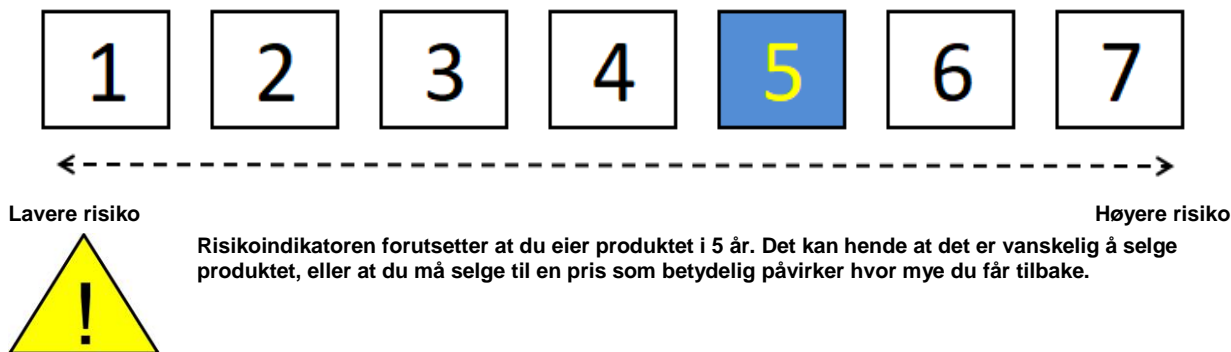 1 2 3 4 5 6 7
Lavere risiko Høyere risiko
Risikoindikatoren forutsetter at du eier produktet i 5 år. Det kan hende at det er vanskelig å selge
produktet, eller at du må selge til en pris som betydelig påvirker hvor mye du får tilbake.
!